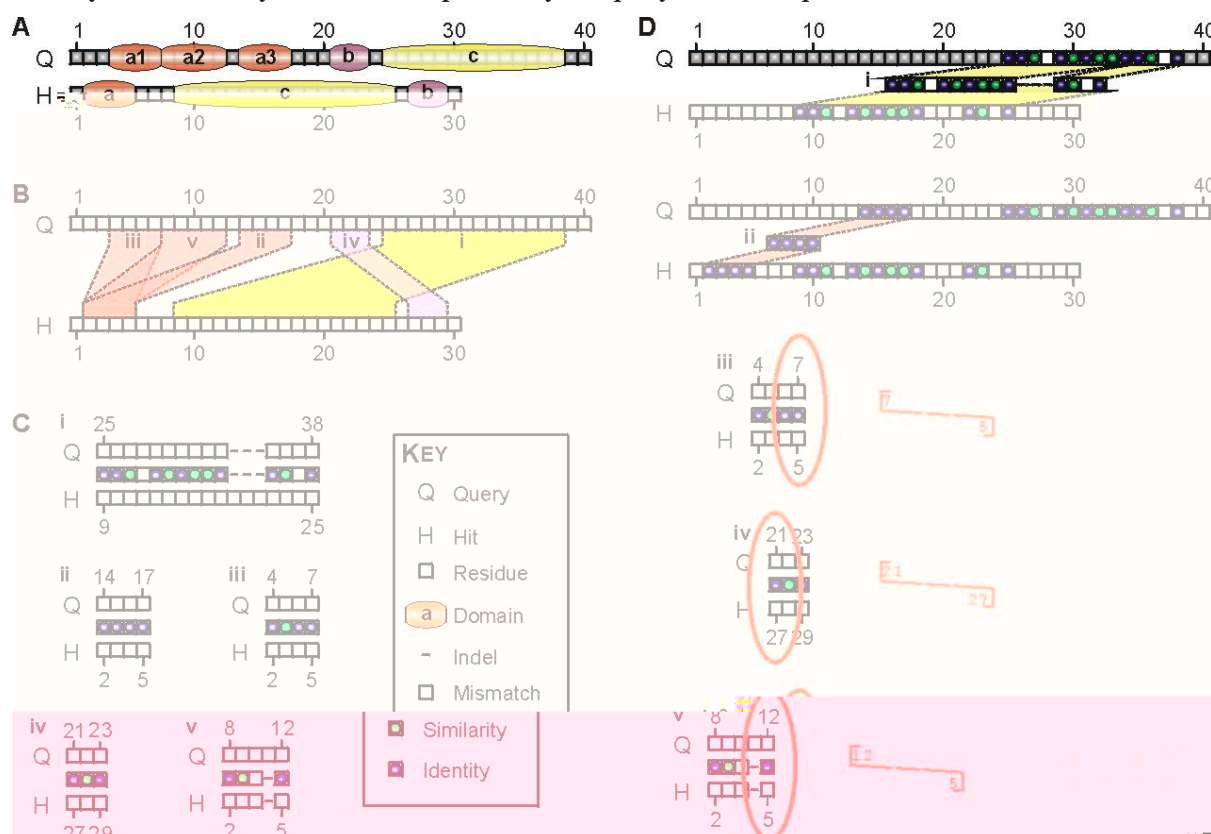 A
1 10 20 30 40
Q a1 a2 a3 b c
H a c b
1 10 20 30
B
1 10 20 30 40
Q iii v ii iv i
H
1 10 20 30
C i
25 38
Q
H
9 25
ii iii
14 17 4 7
Q Q
H H
2 5 2 5
iv v
21 23 8 12
Q Q
H H
27 29 2 5
KEY
Q Query
H Hit
Residue
a Domain
Indel
Mismatch
Similarity
Identity
D
1 10 20 30 40
Q
i
H
1 10 20 30
1 10 20 30 40
Q
ii
H
1 10 20 30
iii 4 7
Q
H
2 5
7
5
iv 21 23
Q
H
27 29
21
27
v 8 12
Q
H
2 5
12
5